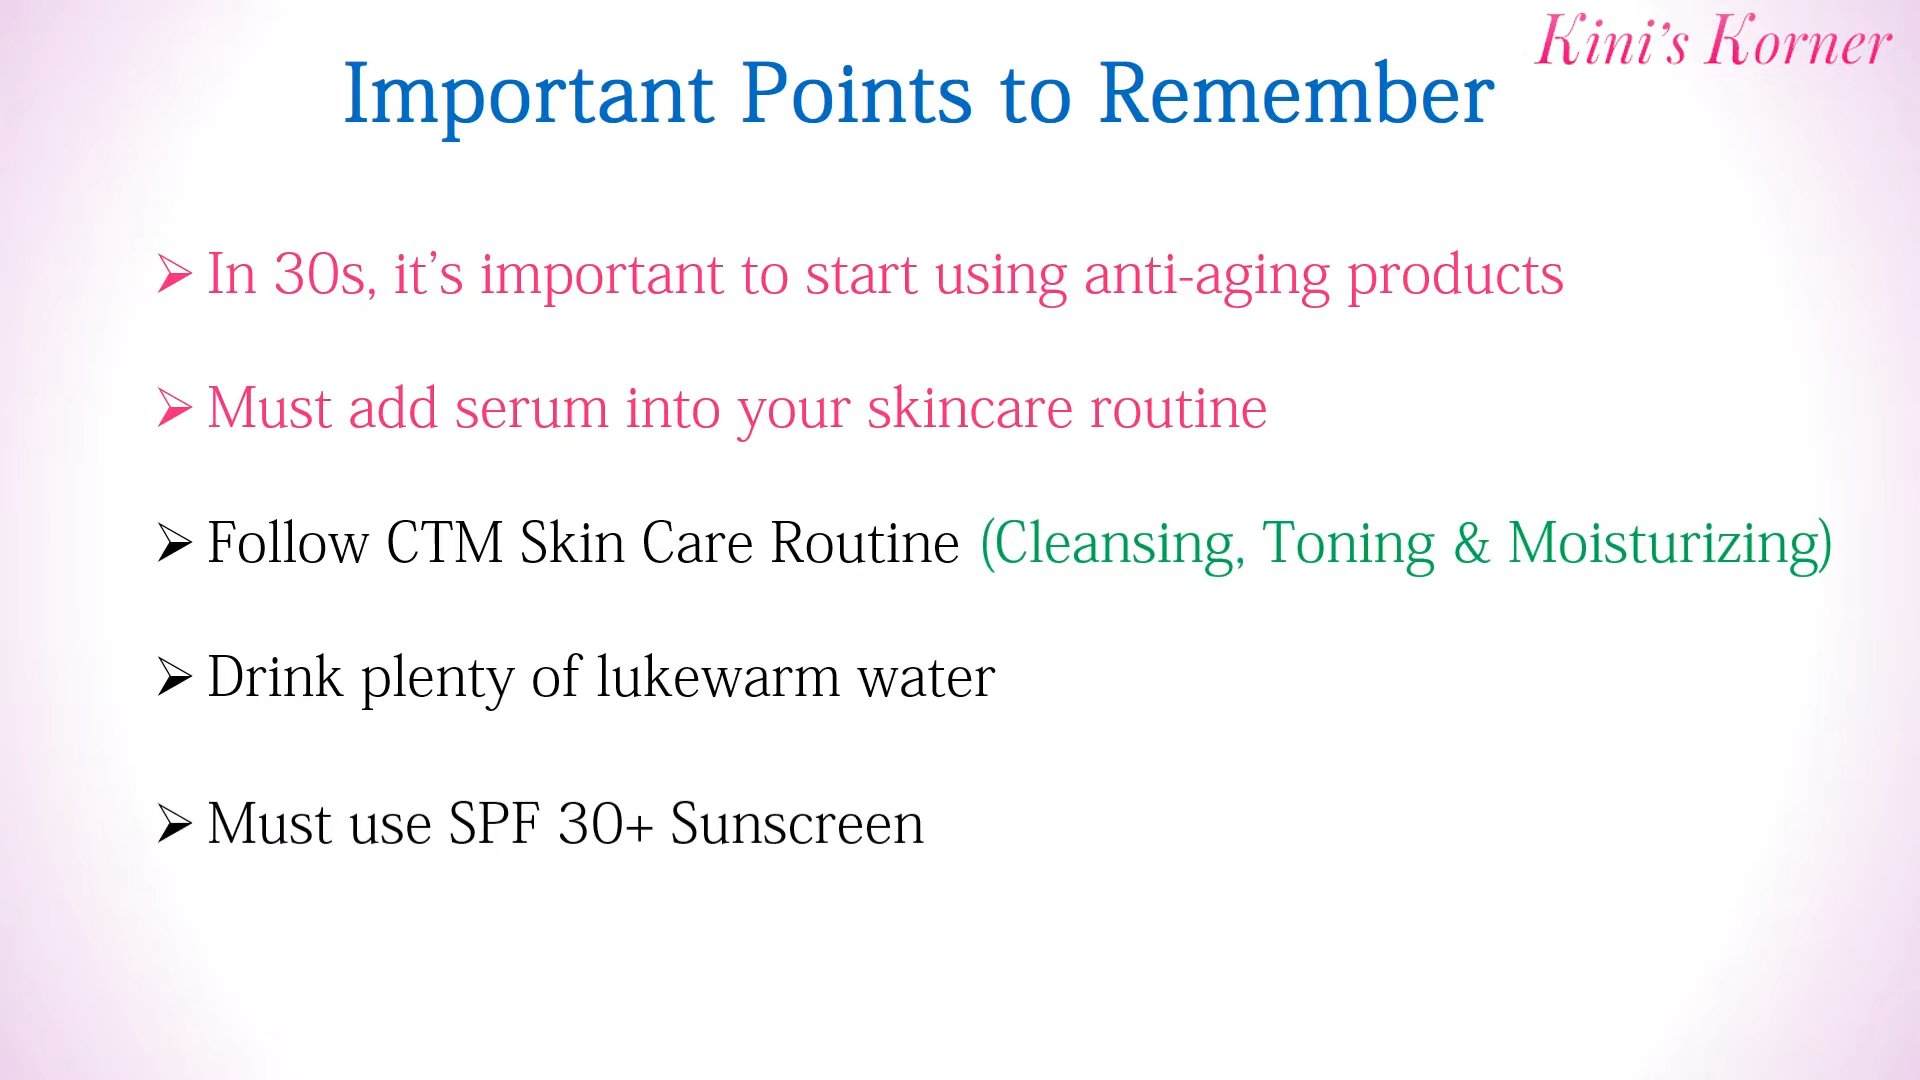 Kini's Korner
Important Points to Remember
➢ In 30s, it’s important to start using anti-aging products
➢ Must add serum into your skincare routine
➢ Follow CTM Skin Care Routine (Cleansing, Toning & Moisturizing)
➢ Drink plenty of lukewarm water
➢ Must use SPF 30+ Sunscreen